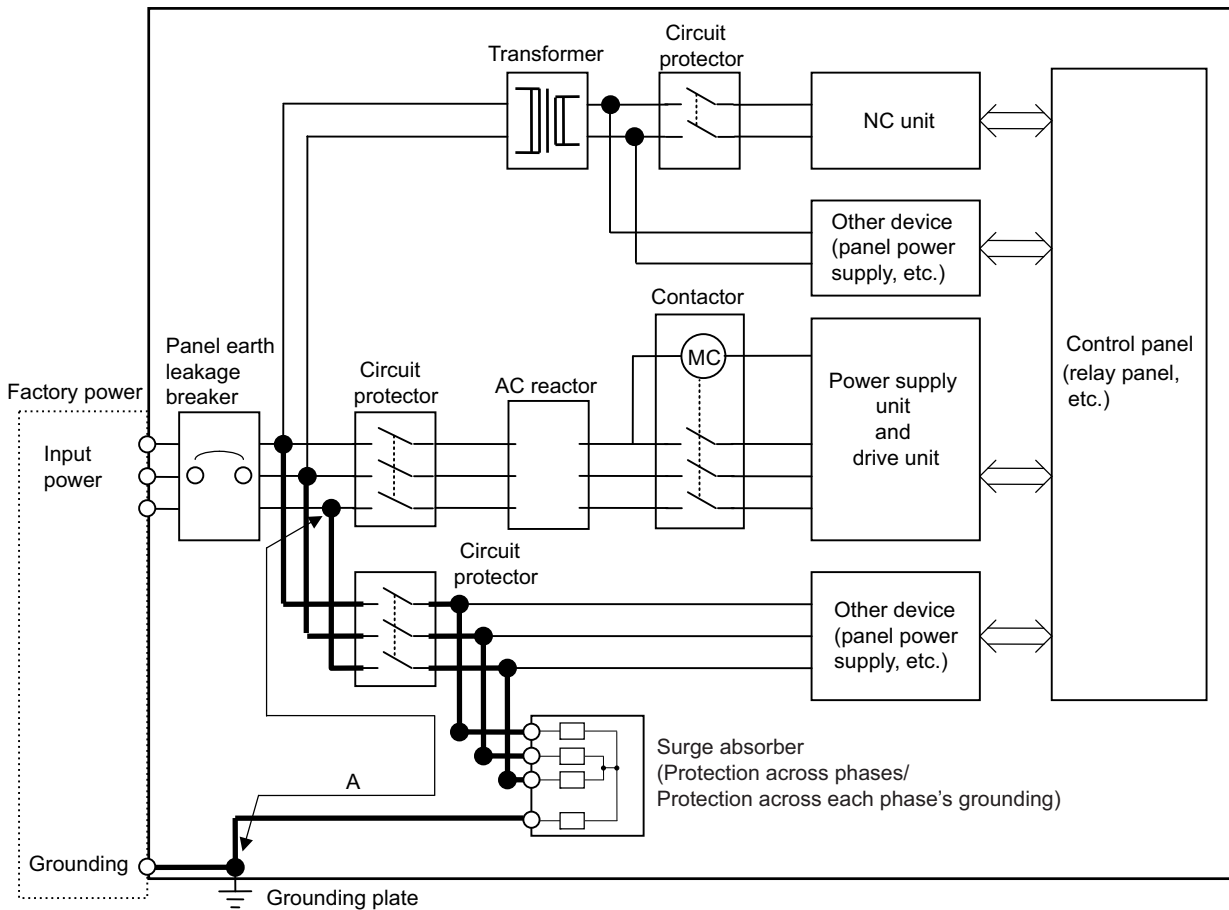 Transformer
Circuit
protector
NC unit
Other device
(panel power
supply, etc.)
Contactor
MC
Control panel
(relay panel,
etc.)
Panel earth
leakage
breaker
Factory power
Circuit
protector
AC reactor
Power supply
unit
and
drive unit
Input
power
Circuit
protector
Other device
(panel power
supply, etc.)
Surge absorber
(Protection across phases/
Protection across each phase’s grounding)
A
Grounding
Grounding plate